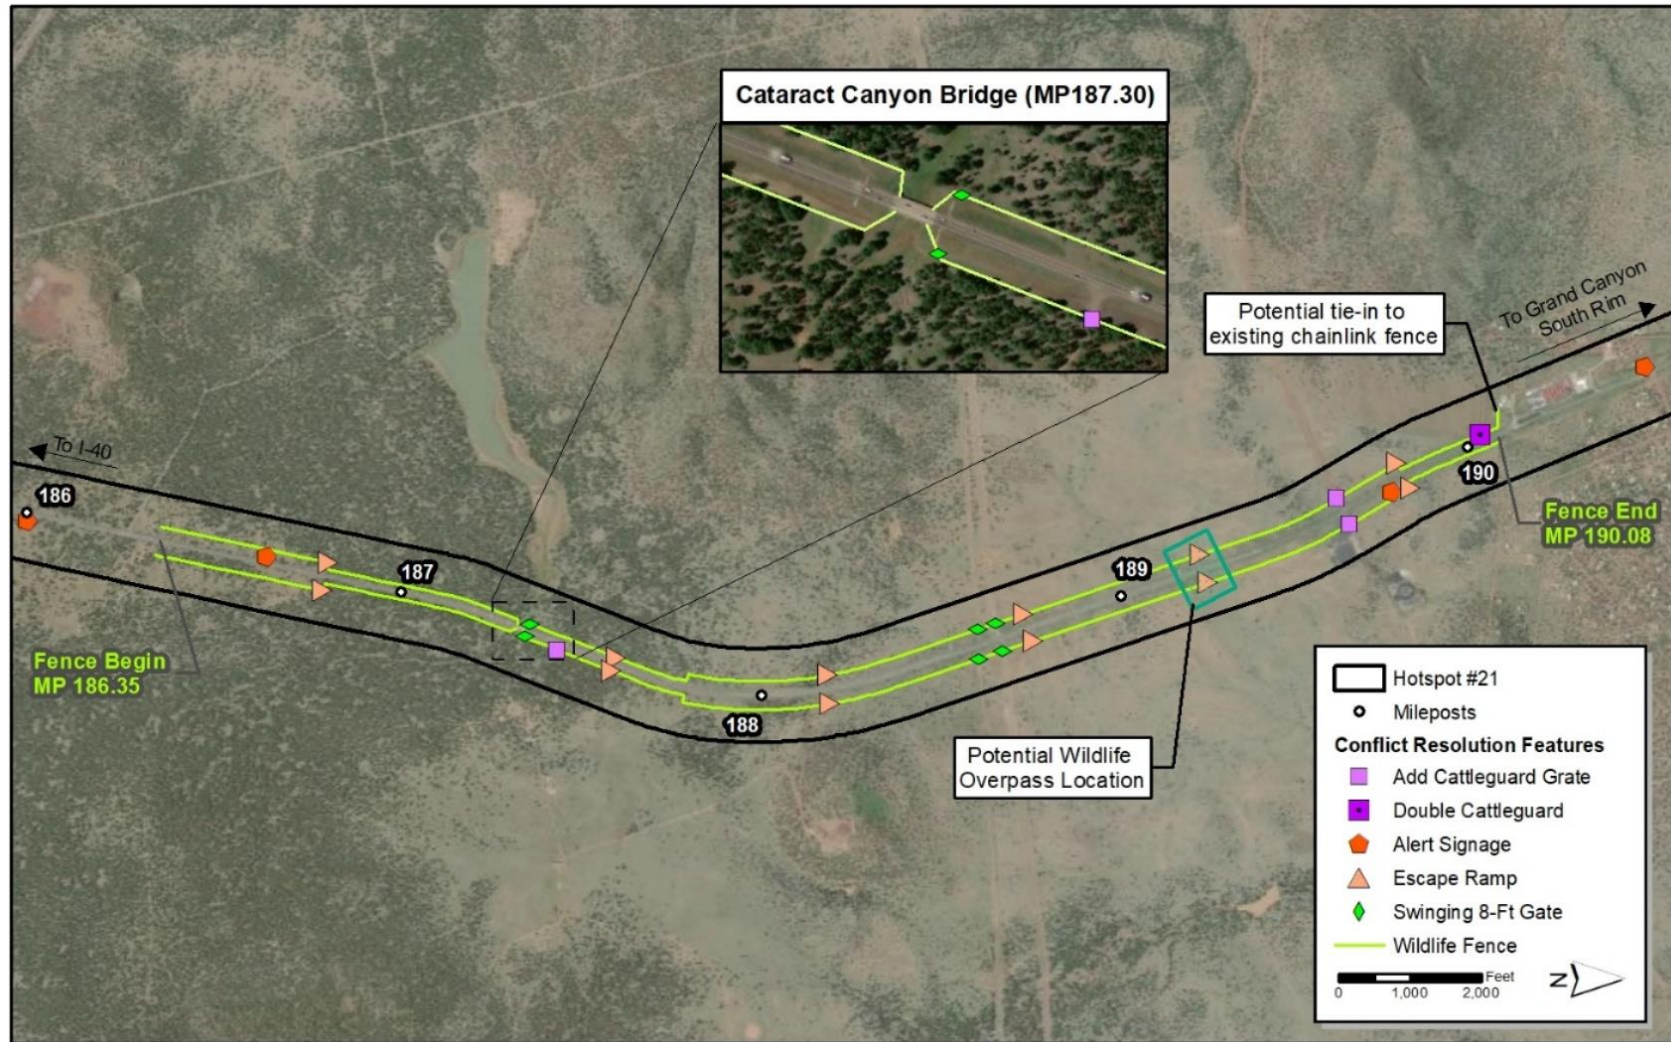 Cataract Canyon Bridge (MP187.30)
Potential tie-in to
existing chainlink fence
To Grand Canyon
South Rim
To I-40
186
187
188
189
190
Fence Begin
MP 186.35
Fence End
MP 190.08
Potential Wildlife
Overpass Location
Hotspot #21
Mileposts
Conflict Resolution Features
Add Cattleguard Grate
Double Cattleguard
Alert Signage
Escape Ramp
Swinging 8-Ft Gate
Wildlife Fence
Feet
0 1,000 2,000
N